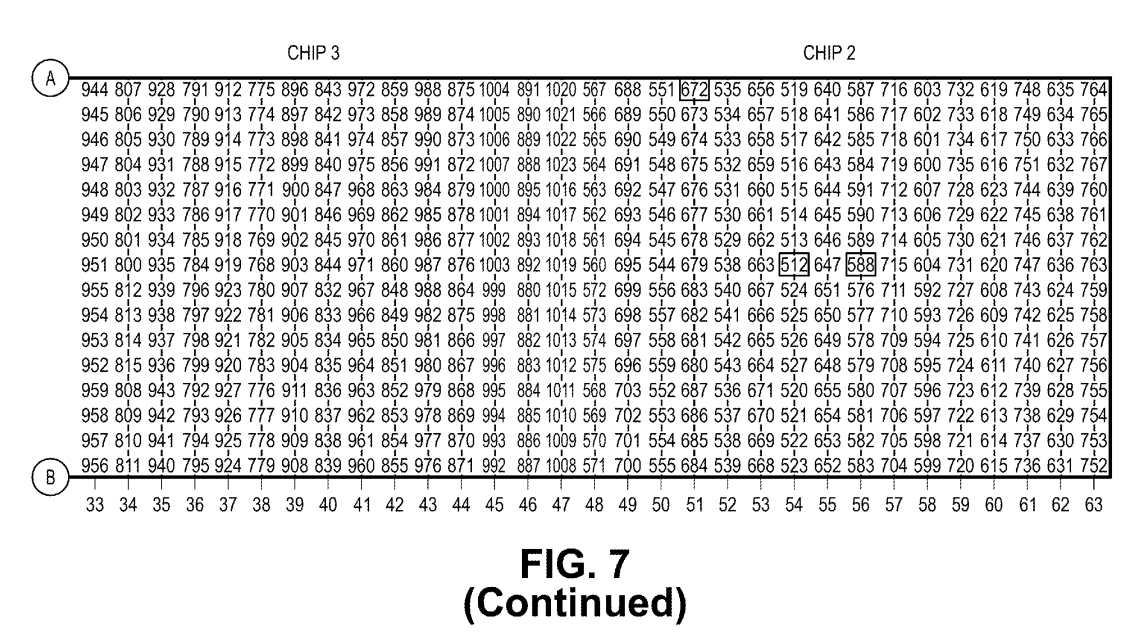 CHIP 3 CHIP 2
A 944 807 928 791 912 775 896 843 972 859 988 875 1004 891 1020 567 688 551 672 535 656 519 640 587 716 603 732 619 748 635 764
945 806 929 790 913 774 897 842 973 858 989 874 1005 890 1021 566 689 550 673 534 657 518 641 586 717 602 733 618 749 634 765
946 805 930 789 914 773 898 841 974 857 990 873 1006 889 1022 565 690 549 674 533 658 517 642 585 718 601 734 617 750 633 766
947 804 931 788 915 772 899 840 975 856 991 872 1007 888 1023 564 691 548 675 532 659 516 643 584 719 600 735 616 751 632 767
948 803 932 787 916 771 900 847 968 863 984 879 1000 895 1016 563 692 547 676 531 660 515 644 591 712 607 728 623 744 639 760
949 802 933 786 917 770 901 846 969 862 985 878 1001 894 1017 562 693 546 677 530 661 514 645 590 713 606 729 622 745 638 761
950 801 934 785 918 769 902 845 970 861 986 877 1002 893 1018 561 694 545 678 529 662 513 646 589 714 605 730 621 746 637 762
951 800 935 784 919 768 903 844 971 860 987 876 1003 892 1019 560 695 544 679 538 663 512 647 588 715 604 731 620 747 636 763
955 812 939 796 923 780 907 832 967 848 988 864 999 880 1015 572 699 556 683 540 667 524 651 576 711 592 727 608 743 624 759
954 813 938 797 922 781 906 833 966 849 982 875 998 881 1014 573 698 557 682 541 666 525 650 577 710 593 726 609 742 625 758
953 814 937 798 921 782 905 834 965 850 981 866 997 882 1013 574 697 558 681 542 665 526 649 578 709 594 725 610 741 626 757
952 815 936 799 920 783 904 835 964 851 980 867 996 883 1012 575 696 559 680 543 664 527 648 579 708 595 724 611 740 627 756
959 808 943 792 927 776 911 836 963 852 979 868 995 884 1011 568 703 552 687 536 671 520 655 580 707 596 723 612 739 628 755
958 809 942 793 926 777 910 837 962 853 978 869 994 885 1010 569 702 553 686 537 670 521 654 581 706 597 722 613 738 629 754
957 810 941 794 925 778 909 838 961 854 977 870 993 886 1009 570 701 554 685 538 669 522 653 582 705 598 721 614 737 630 753
B 956 811 940 795 924 779 908 839 960 855 976 871 992 887 1008 571 700 555 684 539 668 523 652 583 704 599 720 615 736 631 752
33 34 35 36 37 38 39 40 41 42 43 44 45 46 47 48 49 50 51 52 53 54 55 56 57 58 59 60 61 62 63
FIG. 7
(Continued)